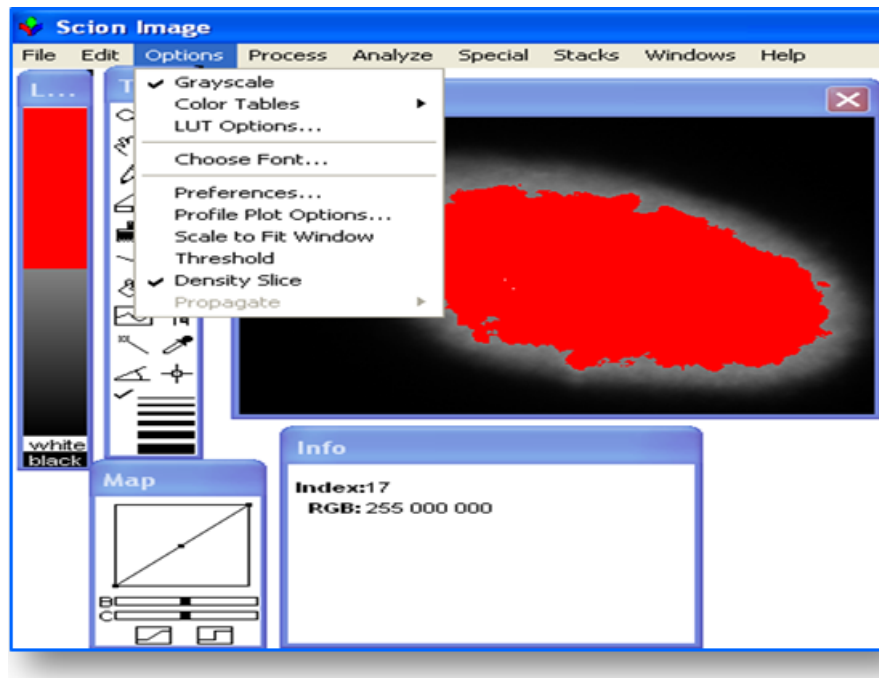 Scion Image
File Edit Options Process Analyze Special Stacks Windows Help
L...
T
Grayscale
Color Tables
LUT Options...
Choose Font...
Preferences...
Profile Plot Options...
Scale to Fit Window
Threshold
Density Slice
Propagate
white
black
Map
B
C
Info
Index:17
RGB: 255 000 000